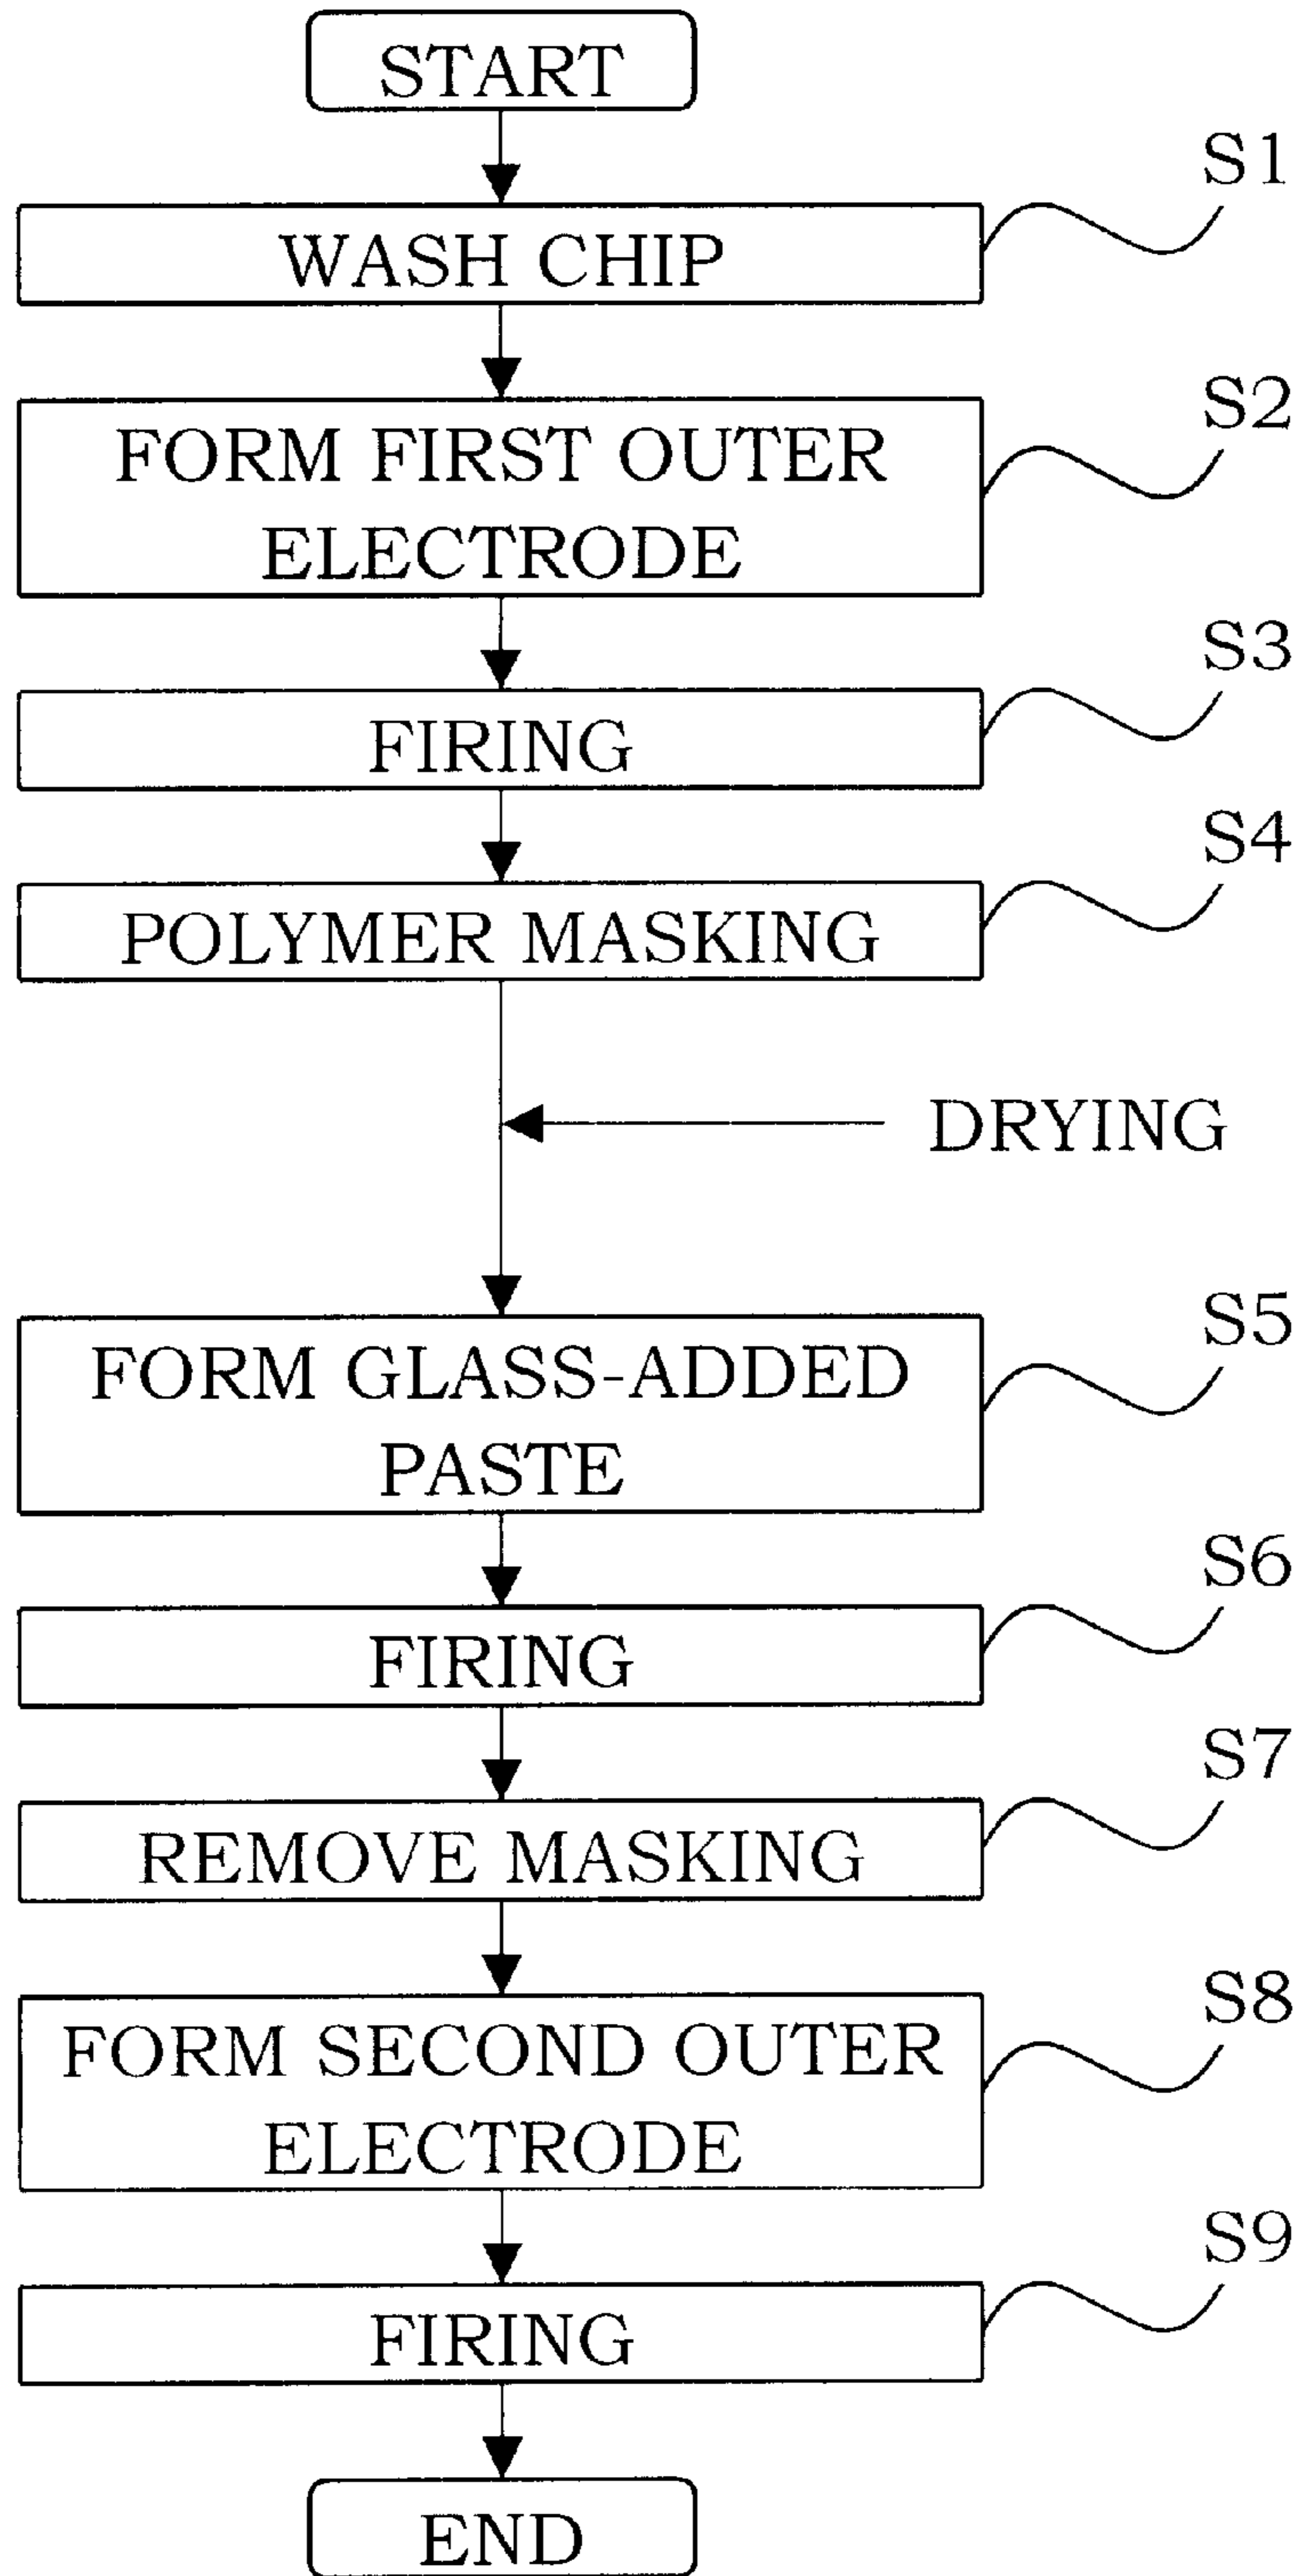 START
S1
WASH CHIP
S2
FORM FIRST OUTER
ELECTRODE
S3
FIRING
S4
POLYMER MASKING
DRYING
S5
FORM GLASS-ADDED
PASTE
S6
FIRING
S7
REMOVE MASKING
S8
FORM SECOND OUTER
ELECTRODE
S9
FIRING
END